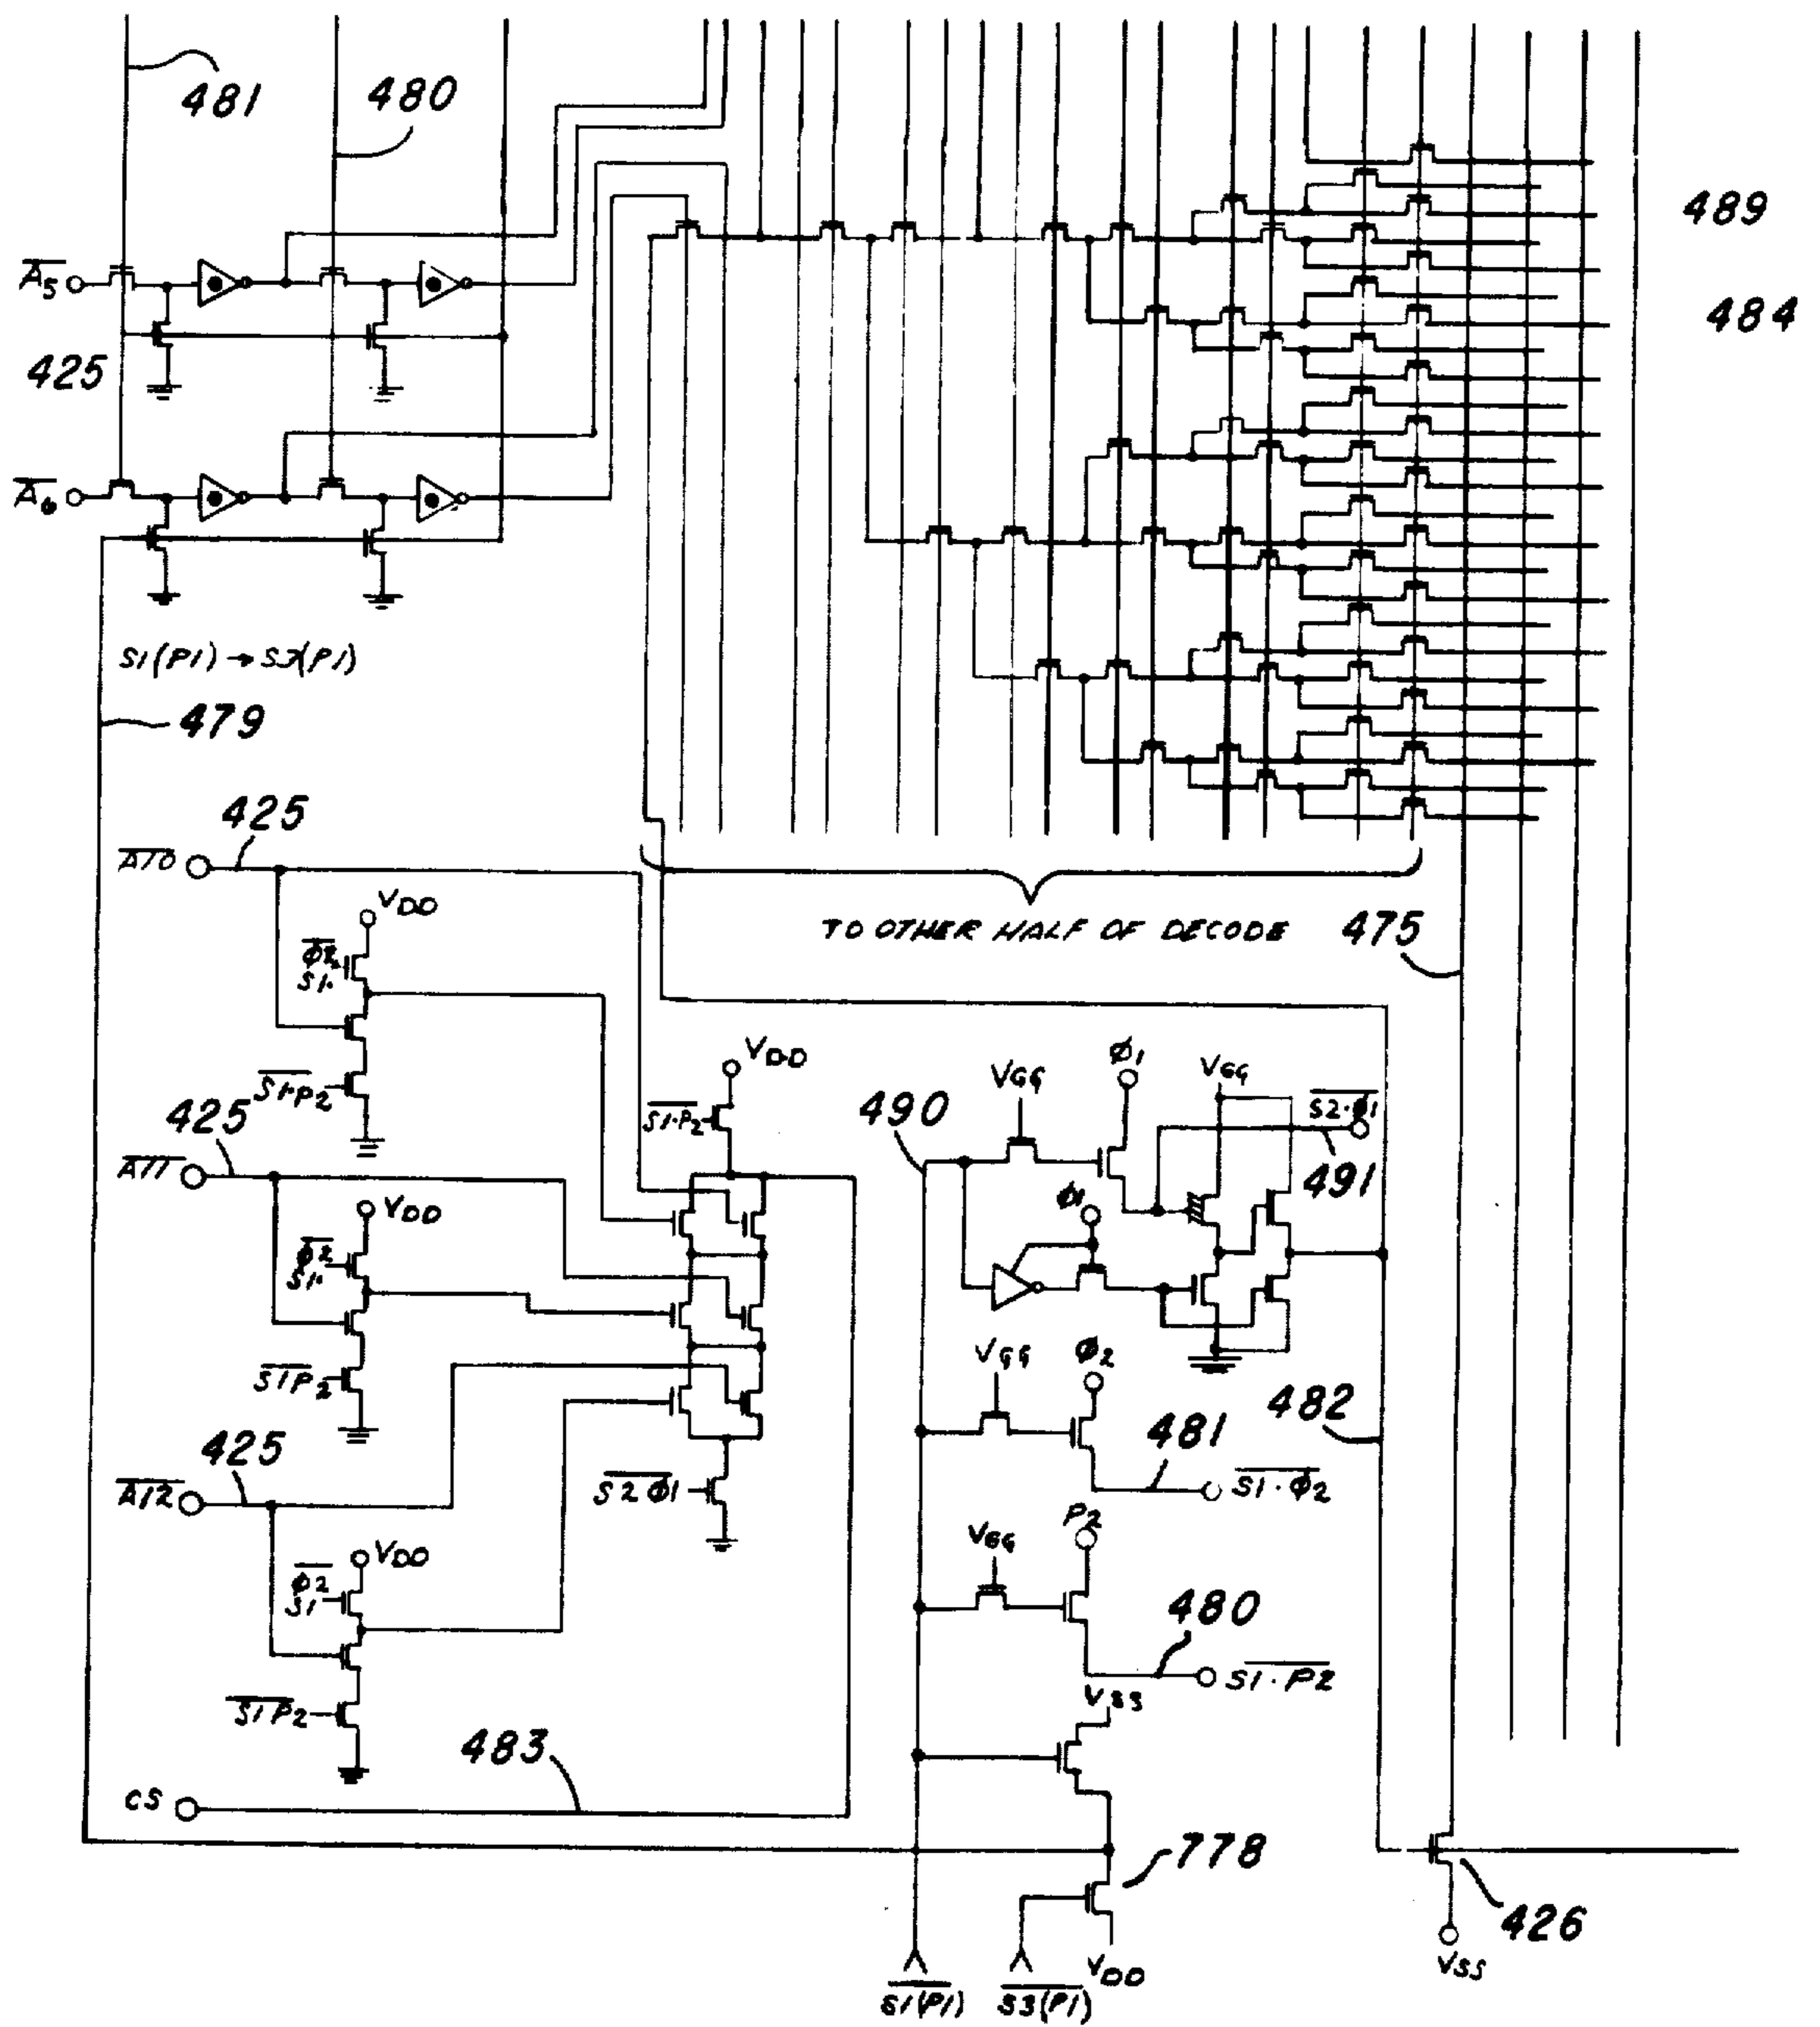 481
480
489
A5
484
425
A6
S1(P1) → S3(P1)
479
425
A10
VDD
TO OTHER HALF OF DECODE
475
Φ2
S1.
VDD
Φ1
VGG
VGG
S1-P2
S1.P2
490
S2.Φ1
425
A11
491
VDD
Φ1
Φ2
S1.
VGG
Φ2
S1P2
482
425
481
A12
S2Φ1
S1.Φ2
P2
VGG
VDD
Φ2
S1
480
S1.P2
VSS
S1P2
483
CS
778
426
VDD
VSS
S1(P1)
S3(P1)